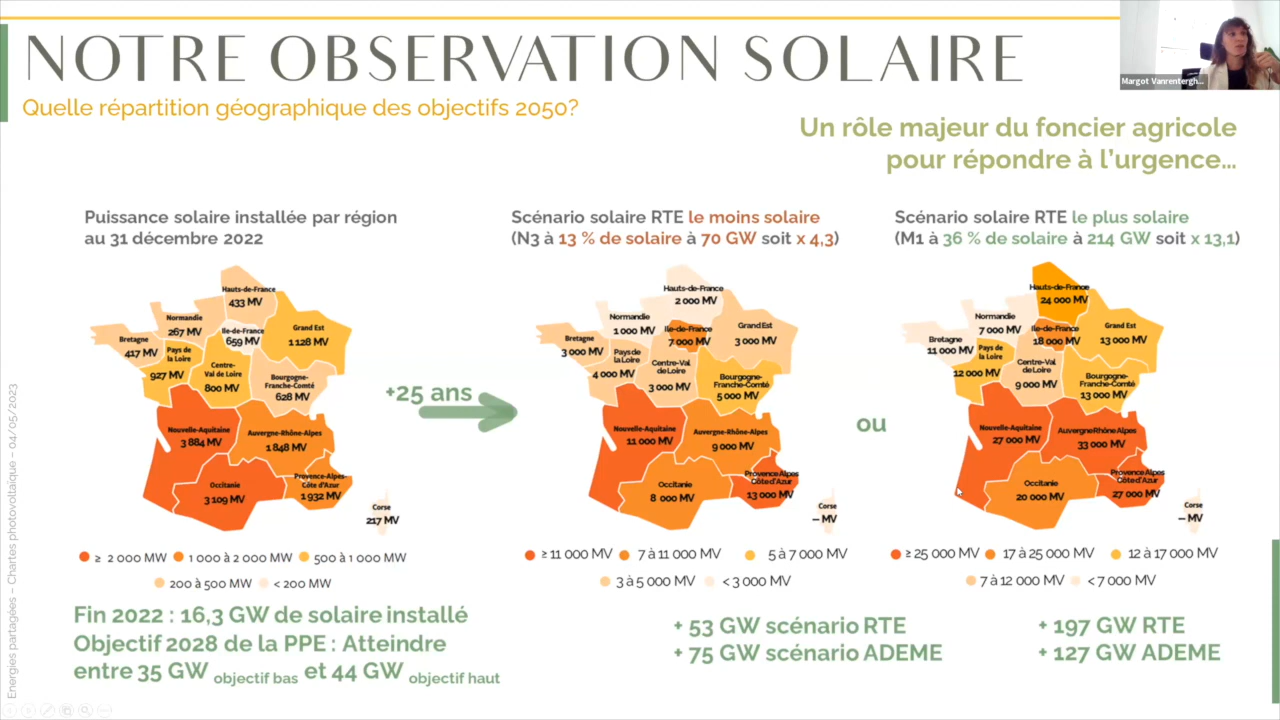 NOTRE OBSERVATION SOLAIRE
Quelle répartition géographique des objectifs 2050?
Margot Vanrentergh...
Un rôle majeur du foncier agricole
pour répondre à l'urgence...
Puissance solaire installée par région
au 31 décembre 2022
Hauts-de-France
433 MV
Normandie
267 MV
Ile-de-France
659 MV
Grand Est
1 128 MV
Bretagne
417 MV
Pays de
la Loire
927 MV
Centre-
Val de Loire
800 MV
Bourgogne-
Franche-Comté
628 MV
Nouvelle-Aquitaine
3 884 MV
Auvergne-Rhône-Alpes
1 848 MV
Occitanie
3 109 MV
Provence-Alpes-
Côte d'Azur
1 932 MV
Corse
217 MV
≥ 2 000 MW 1 000 à 2 000 MW 500 à 1 000 MW
200 à 500 MW < 200 MW
Fin 2022 : 16,3 GW de solaire installé
Objectif 2028 de la PPE : Atteindre
entre 35 GW objectif bas et 44 GW objectif haut
+25 ans
Scénario solaire RTE le moins solaire
(N3 à 13 % de solaire à 70 GW soit x 4,3)
Hauts-de-France
2 000 MV
Normandie
1 000 MV
Ile-de-France
7 000 MV
Grand Est
3 000 MV
Bretagne
3 000 MV
Pays de
la Loire
4 000 MV
Centre-Val
de Loire
3 000 MV
Bourgogne-
Franche-Comté
5 000 MV
Nouvelle-Aquitaine
11 000 MV
Auvergne-Rhône-Alpes
9 000 MV
Occitanie
8 000 MV
Provence Alpes
Côte d'Azur
13 000 MV
Corse
– MV
≥ 11 000 MV 7 à 11 000 MV 5 à 7 000 MV
3 à 5 000 MV < 3 000 MV
+ 53 GW scénario RTE
+ 75 GW scénario ADEME
ou
Scénario solaire RTE le plus solaire
(M1 à 36 % de solaire à 214 GW soit x 13,1)
Hauts-de-France
24 000 MV
Normandie
7 000 MV
Ile-de-France
18 000 MV
Grand Est
13 000 MV
Bretagne
11 000 MV
Pays de
la Loire
12 000 MV
Centre-Val
de Loire
9 000 MV
Bourgogne-
Franche-Comté
13 000 MV
Nouvelle-Aquitaine
27 000 MV
Auvergne Rhône Alpes
33 000 MV
Occitanie
20 000 MV
Provence Alpes
Côte d'Azur
27 000 MV
Corse
– MV
≥ 25 000 MV 17 à 25 000 MV 12 à 17 000 MV
7 à 12 000 MV < 7 000 MV
+ 197 GW RTE
+ 127 GW ADEME
Energies partagées – Chartes photovoltaique – 04/05/2023